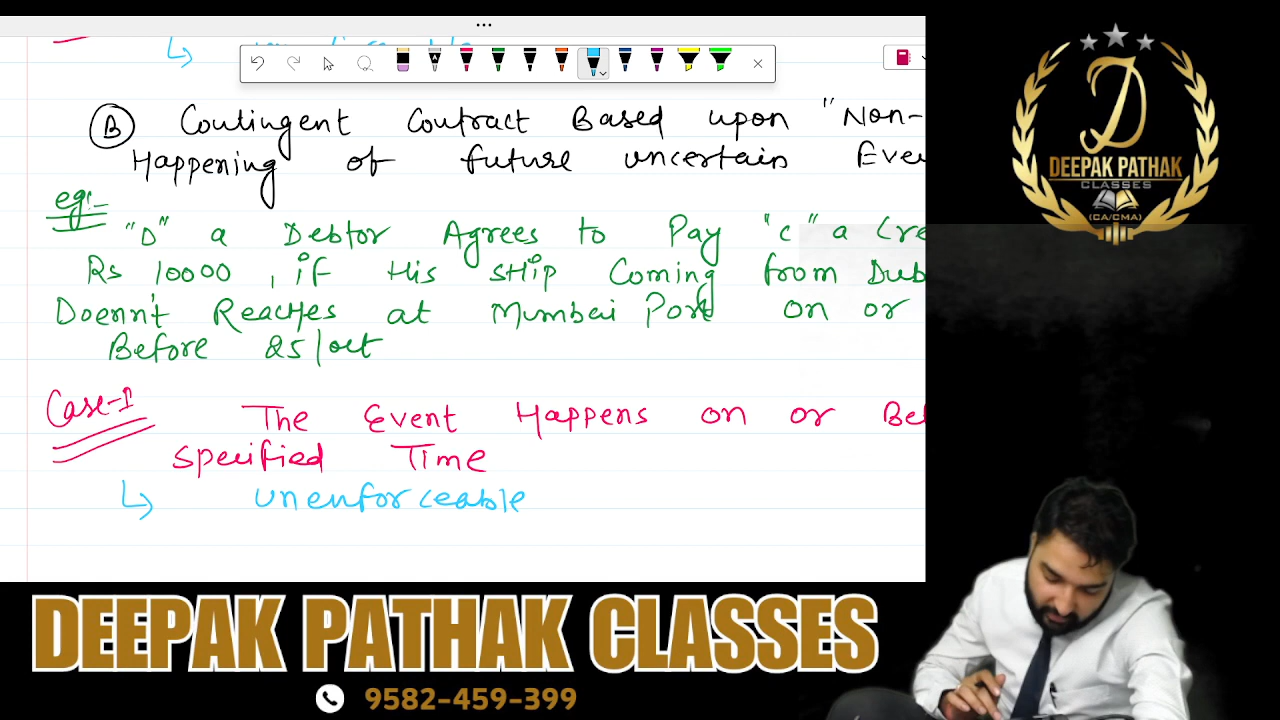 (B) Contingent Contract Based upon "Non-
Happening of future uncertain Eve
eg:-
"D" a Debtor Agrees to Pay "C" a Cre
Rs 10000, if His SHip Coming from Dub
Doesn't Reaches at Mumbai Port on or
Before 25/oct
Case-I The Event Happens on or Be
specified Time
↳ unenforceable
D
DEEPAK PATHAK
CLASSES
(CA/CMA)
DEEPAK PATHAK CLASSES
9582-459-399